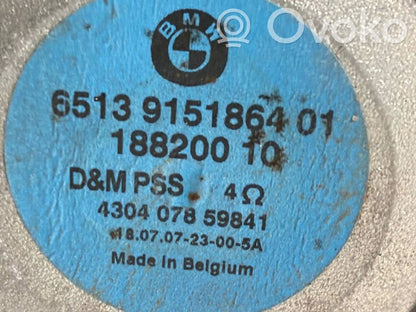 BMW
Ovoko
6513 9151864 01
188200 10
D&M PSS 4Ω
4304 078 59841
18.07.07-23-00-5A
Made in Belgium